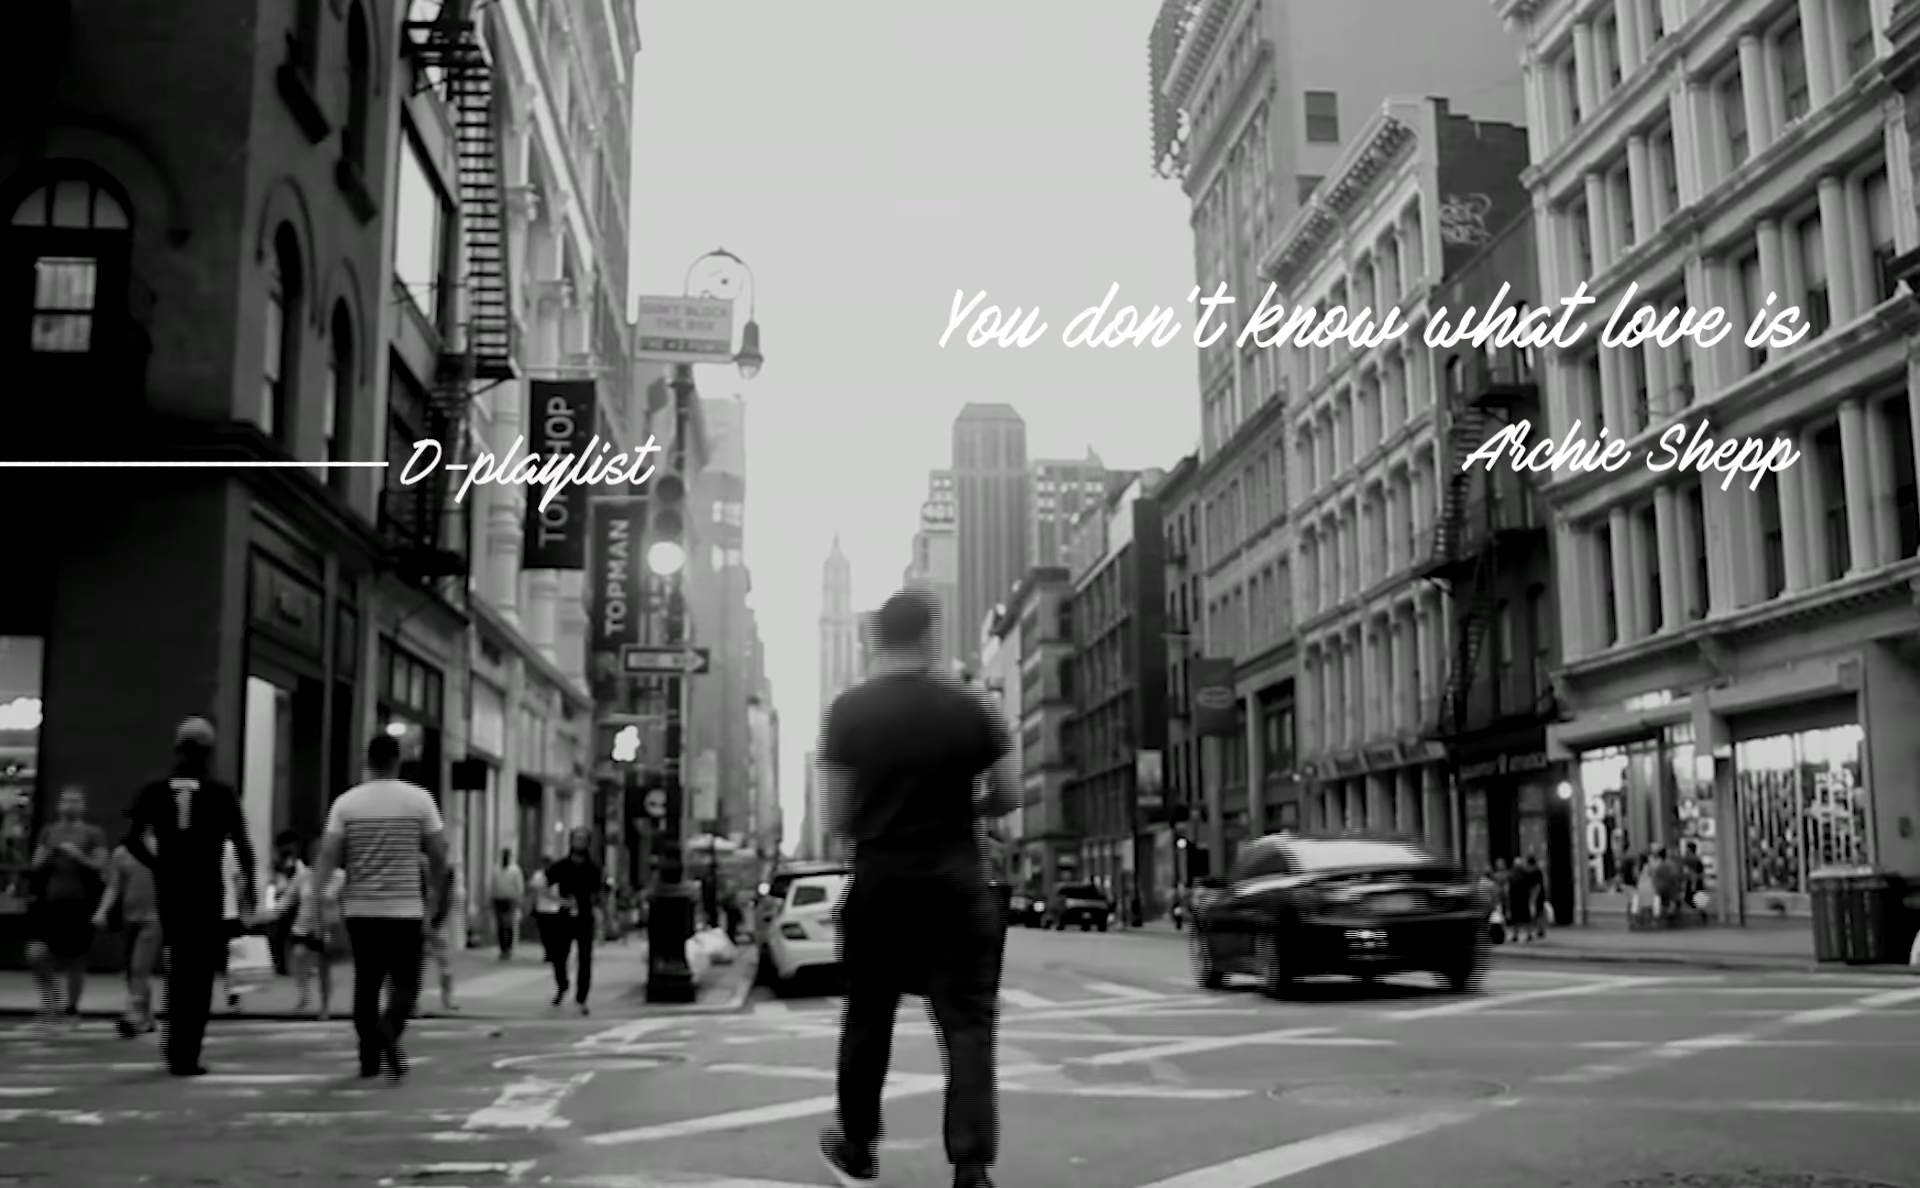 You don't know what love is
D-playlist
Archie Shepp
DON'T BLOCK
THE BOX
TOPSHOP
TOPMAN